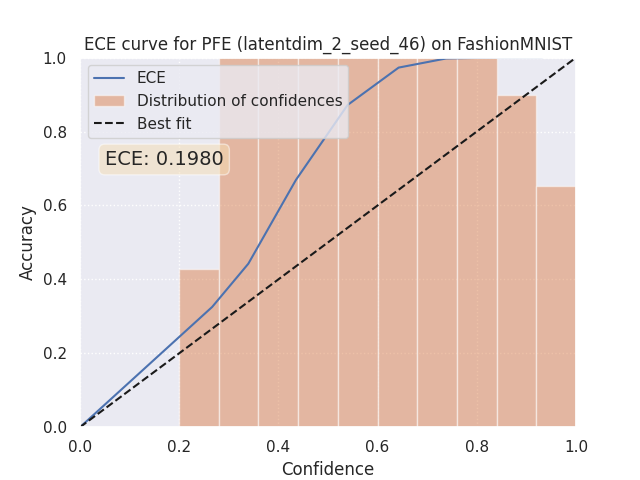 ECE curve for PFE (latentdim_2_seed_46) on FashionMNIST
1.0
ECE
Distribution of confidences
Best fit
0.8
ECE: 0.1980
0.6
Accuracy
0.4
0.2
0.0
0.0 0.2 0.4 0.6 0.8 1.0
Confidence